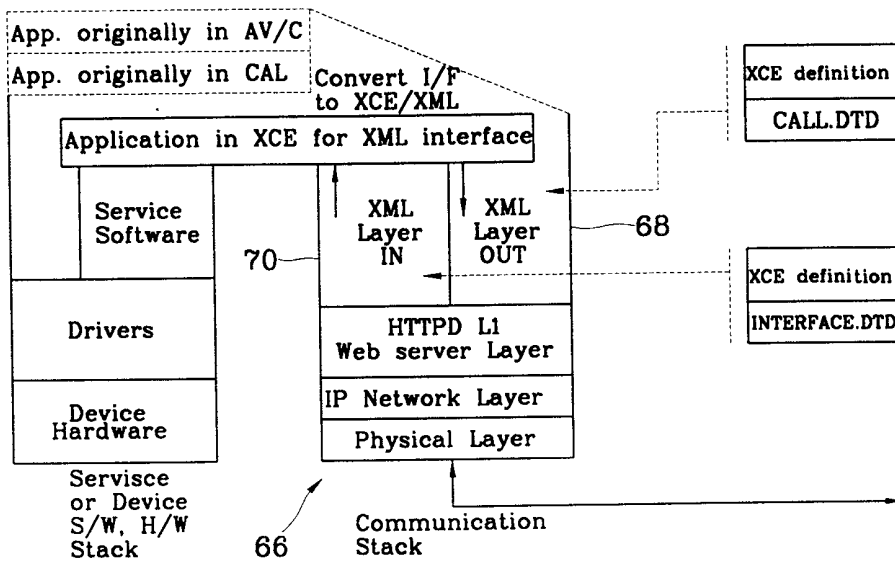 App. originally in AV/C
App. originally in CAL
Convert I/F
to XCE/XML
Application in XCE for XML interface
Service
Software
Drivers
Device
Hardware
Servisce
or Device
S/W, H/W
Stack
70
XML
Layer
IN
XML
Layer
OUT
68
HTTPD L1
Web server Layer
IP Network Layer
Physical Layer
66
Communication
Stack
XCE definition
CALL.DTD
XCE definition
INTERFACE.DTD